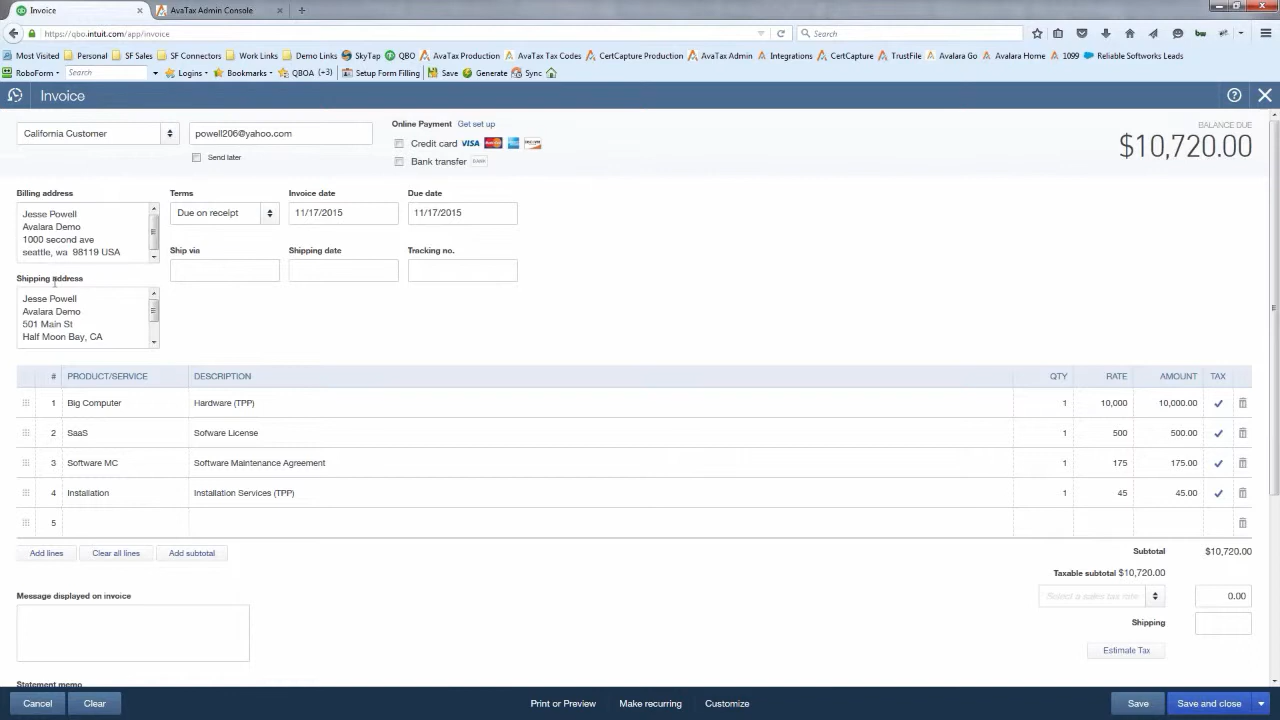 Invoice
AvaTax Admin Console
https://qbo.intuit.com/app/invoice
Search
Most Visited Personal SF Sales SF Connectors Work Links Demo Links SkyTap QBO AvaTax Production AvaTax Tax Codes CertCapture Production AvaTax Admin Integrations CertCapture TrustFile Avalara Go Avalara Home 1099 Reliable Softworks Leads
RoboForm Search Logins Bookmarks QBOA (+3) Setup Form Filling Save Generate Sync
Invoice
California Customer
powell206@yahoo.com
Send later
Online Payment Get set up
Credit card VISA
Bank transfer BANK
BALANCE DUE
$10,720.00
Billing address
Jesse Powell
Avalara Demo
1000 second ave
seattle, wa 98119 USA
Terms
Due on receipt
Invoice date
11/17/2015
Due date
11/17/2015
Ship via
Shipping date
Tracking no.
Shipping address
Jesse Powell
Avalara Demo
501 Main St
Half Moon Bay, CA
# PRODUCT/SERVICE DESCRIPTION QTY RATE AMOUNT TAX
1 Big Computer Hardware (TPP) 1 10,000 10,000.00
2 SaaS Sofware License 1 500 500.00
3 Software MC Software Maintenance Agreement 1 175 175.00
4 Installation Installation Services (TPP) 1 45 45.00
5
Add lines Clear all lines Add subtotal
Subtotal $10,720.00
Taxable subtotal $10,720.00
Select a sales tax rate 0.00
Shipping
Estimate Tax
Message displayed on invoice
Statement memo
Cancel Clear Print or Preview Make recurring Customize Save Save and close